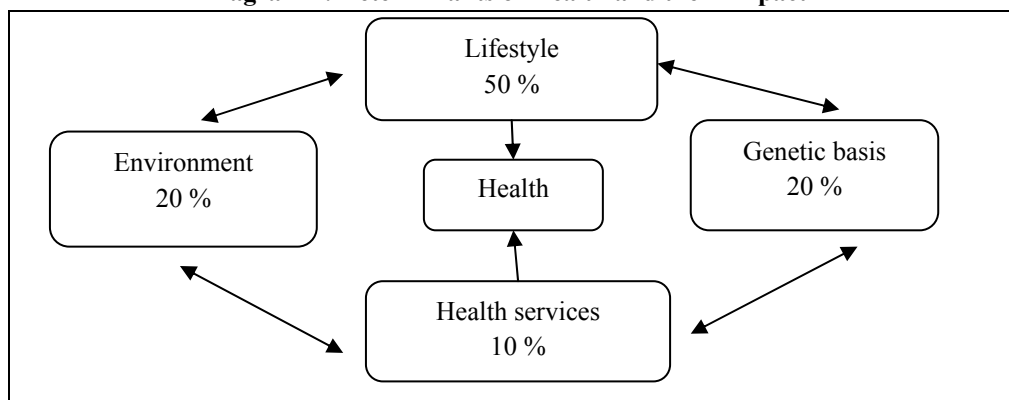 Lifestyle
50 %
Environment
20 %
Health
Genetic basis
20 %
Health services
10 %